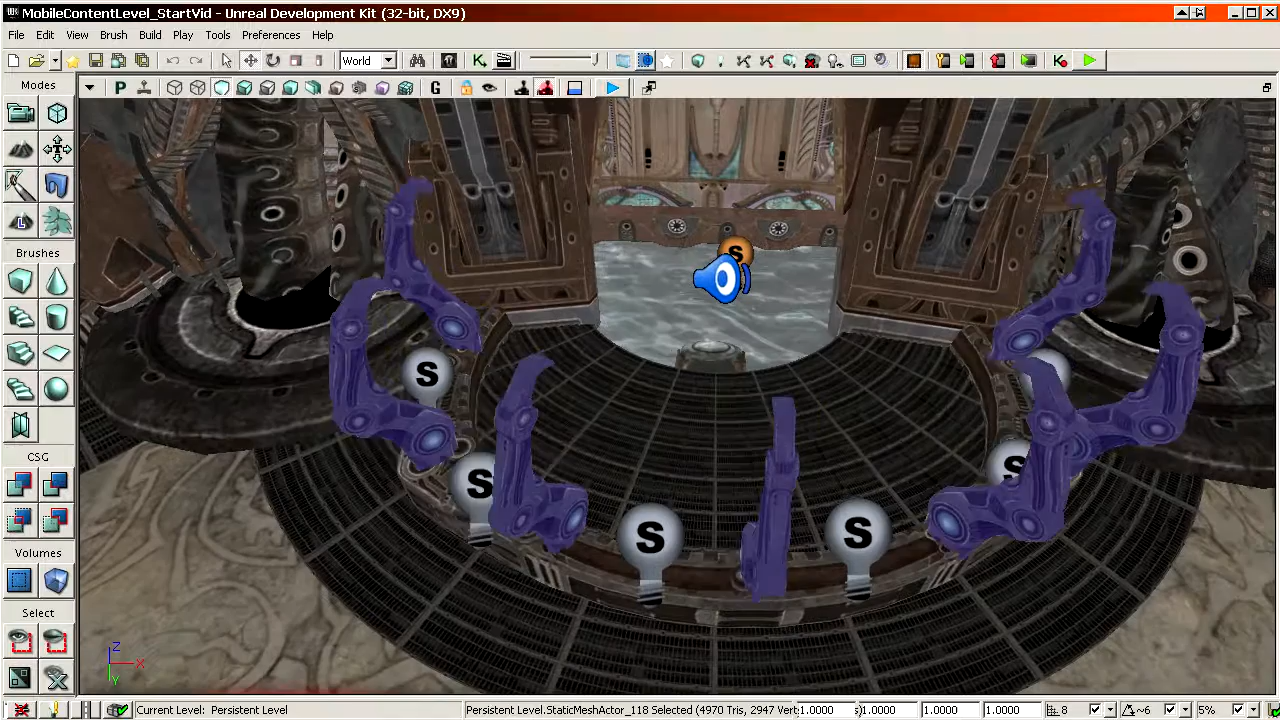 MobileContentLevel_StartVid - Unreal Development Kit (32-bit, DX9)
File Edit View Brush Build Play Tools Preferences Help
World
P
G
Modes
Brushes
CSG
Volumes
Select
S
S
S
S
S
S
Z
X
Y
Current Level: Persistent Level
Persistent Level.StaticMeshActor_118 Selected (4978 Tris, 2947 Vert
1.0000
1.0000
1.0000
1.0000
8
6
5%